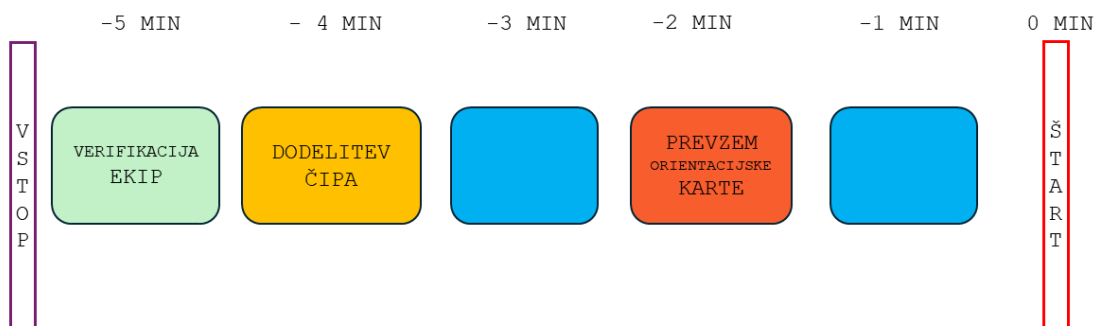 -5 MIN
- 4 MIN
-3 MIN
-2 MIN
-1 MIN
0 MIN
VSTOP
VERIFIKACIJA
EKIP
DODELITEV
ČIPA
PREVZEM
ORIENTACIJSKE
KARTE
ŠTART